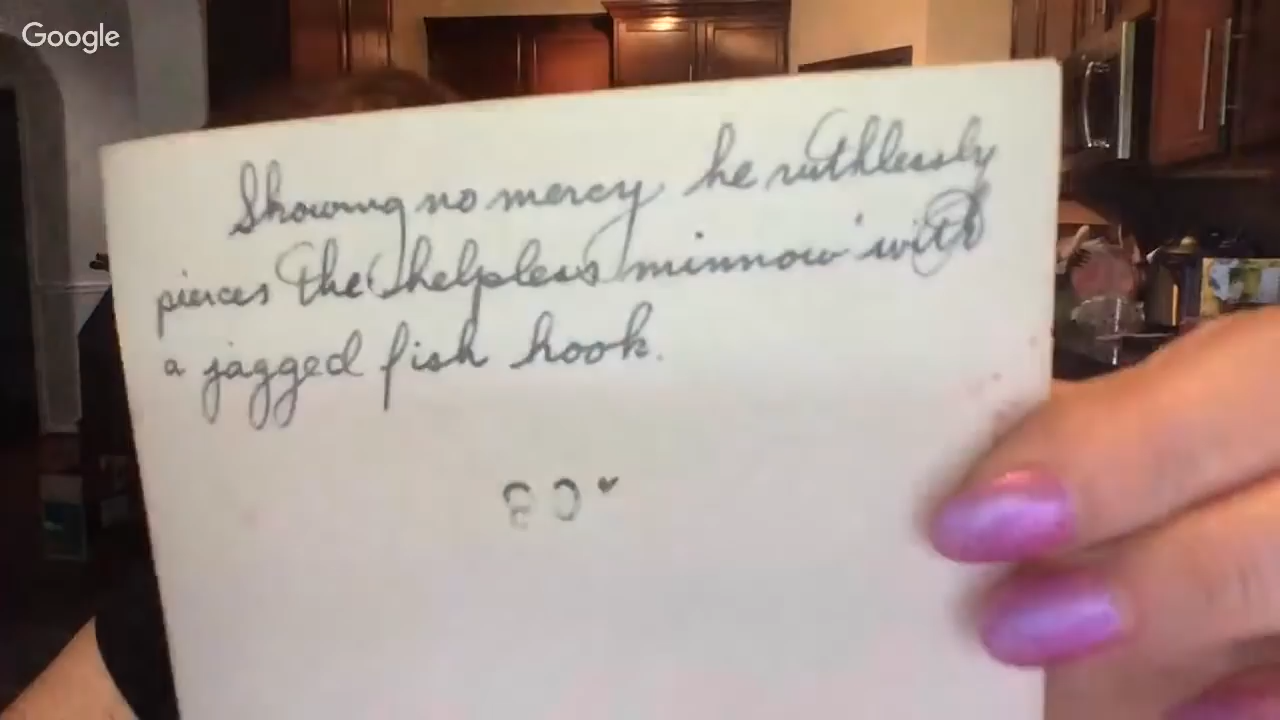 Google
Showing no mercy he ruthlessly
pierces the helpless minnow with
a jagged fish hook.